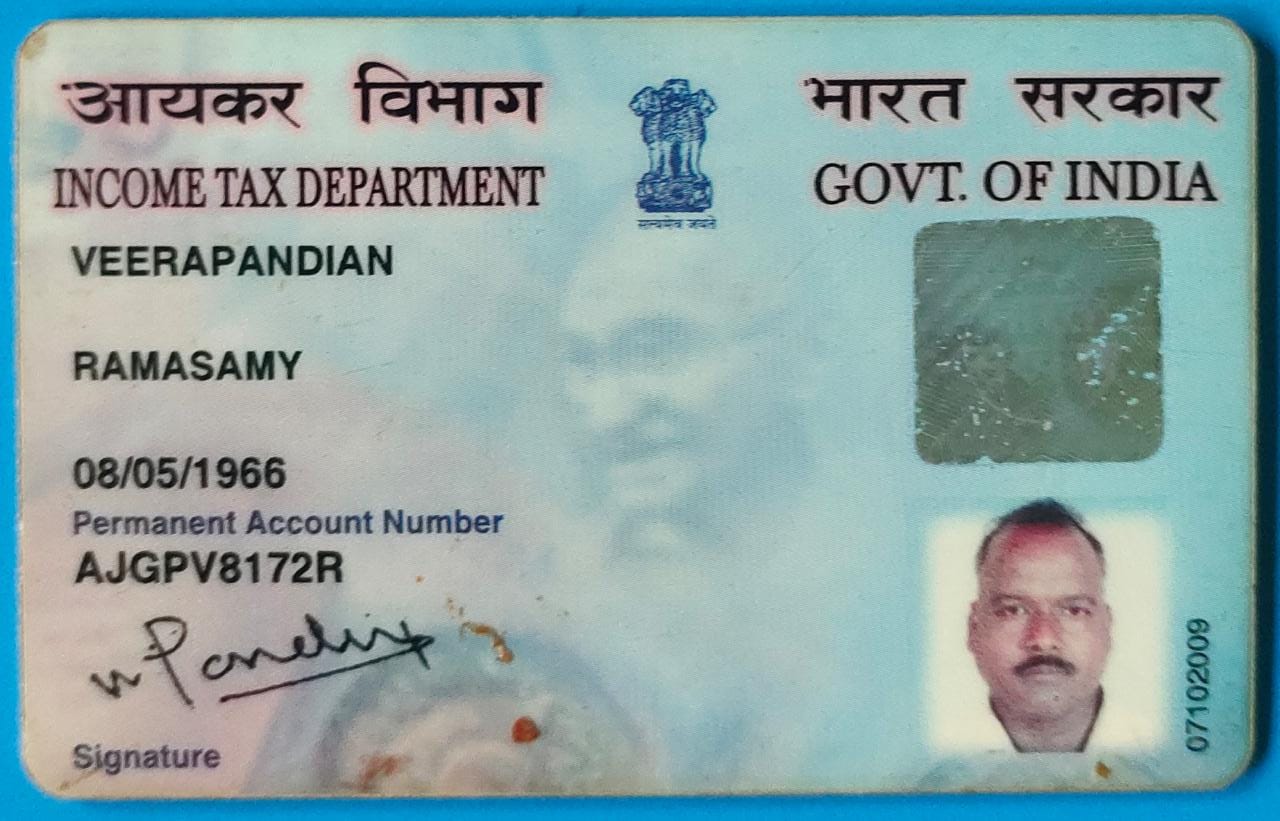 आयकर विभाग
भारत सरकार
INCOME TAX DEPARTMENT
GOVT. OF INDIA
सत्यमेव जयते
VEERAPANDIAN
RAMASAMY
08/05/1966
Permanent Account Number
AJGPV8172R
Signature
07102009